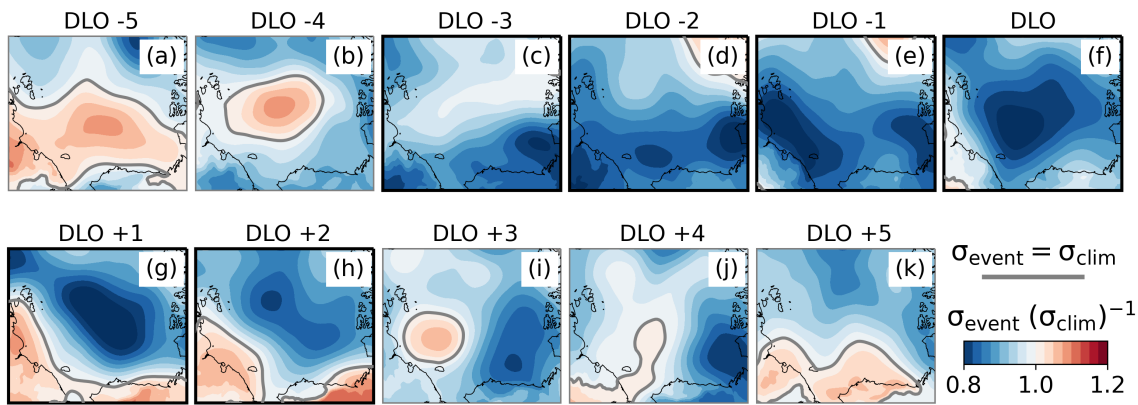 DLO -5 DLO -4 DLO -3 DLO -2 DLO -1 DLO
(a) (b) (c) (d) (e) (f)
DLO +1 DLO +2 DLO +3 DLO +4 DLO +5
(g) (h) (i) (j) (k)
σevent = σclim
σevent (σclim)⁻¹
0.8 1.0 1.2